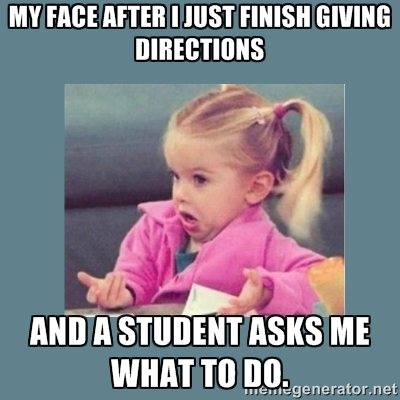 MY FACE AFTER I JUST FINISH GIVING
DIRECTIONS
AND A STUDENT ASKS ME
WHAT TO DO.
memegenerator.net